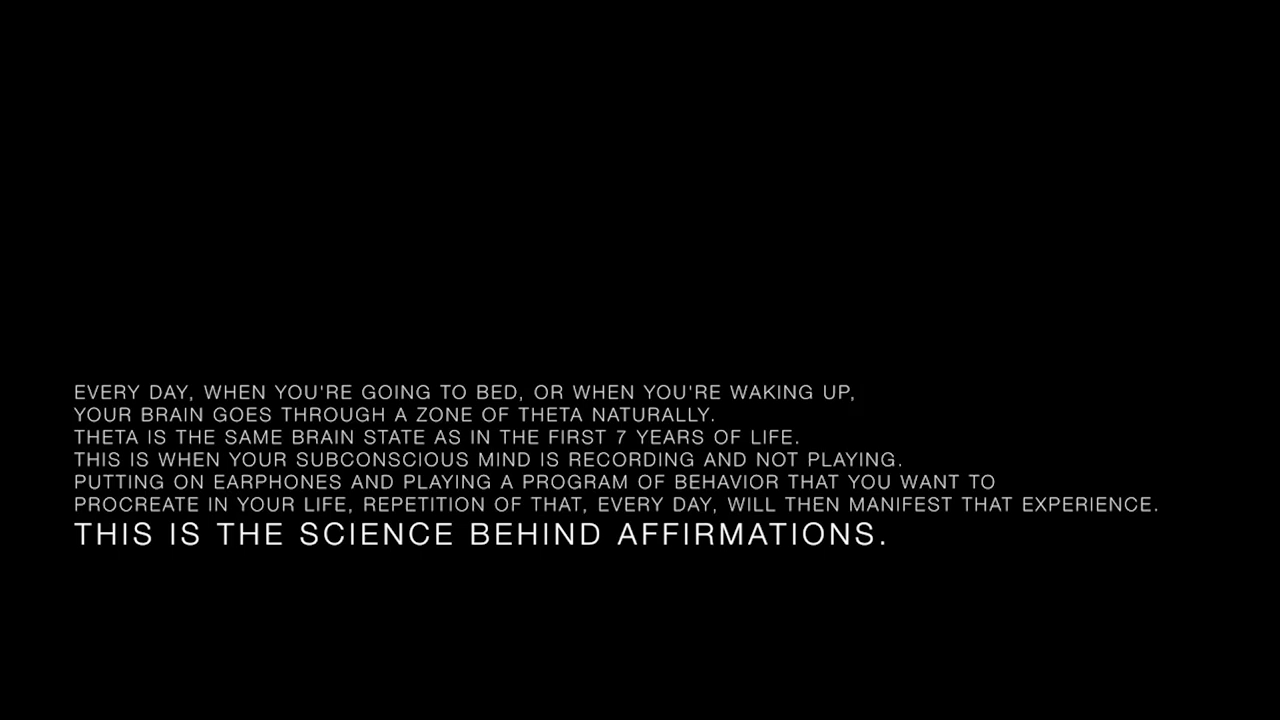 EVERY DAY, WHEN YOU'RE GOING TO BED, OR WHEN YOU'RE WAKING UP,
YOUR BRAIN GOES THROUGH A ZONE OF THETA NATURALLY.
THETA IS THE SAME BRAIN STATE AS IN THE FIRST 7 YEARS OF LIFE.
THIS IS WHEN YOUR SUBCONSCIOUS MIND IS RECORDING AND NOT PLAYING.
PUTTING ON EARPHONES AND PLAYING A PROGRAM OF BEHAVIOR THAT YOU WANT TO
PROCREATE IN YOUR LIFE, REPETITION OF THAT, EVERY DAY, WILL THEN MANIFEST THAT EXPERIENCE.
THIS IS THE SCIENCE BEHIND AFFIRMATIONS.